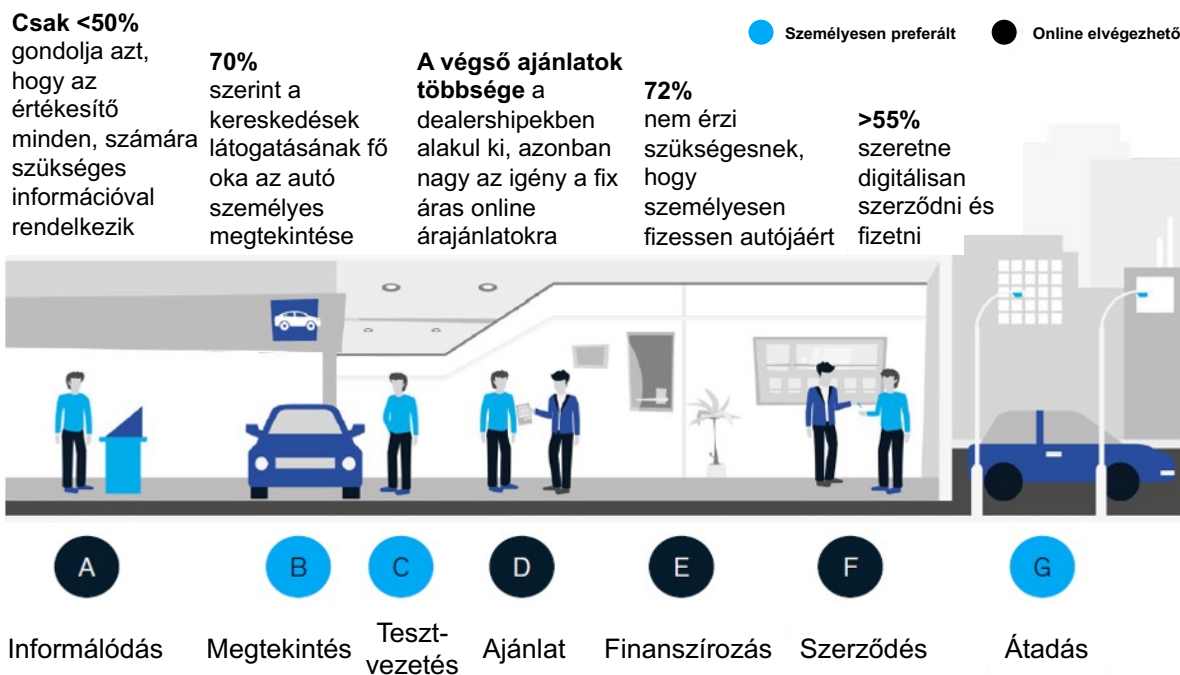 Csak <50%
gondolja azt,
hogy az
értékesítő
minden, számára
szükséges
információval
rendelkezik
70%
szerint a
kereskedések
látogatásának fő
oka az autó
személyes
megtekintése
A végső ajánlatok
többsége a
dealershipekben
alakul ki, azonban
nagy az igény a fix
áras online
árajánlatokra
72%
nem érzi
szükségesnek,
hogy
személyesen
fizessen autójáért
>55%
szeretne
digitálisan
szerződni és
fizetni
Személyesen preferált
Online elvégezhető
A
B
C
D
E
F
G
Informálódás
Megtekintés
Teszt-
vezetés
Ajánlat
Finanszírozás
Szerződés
Átadás